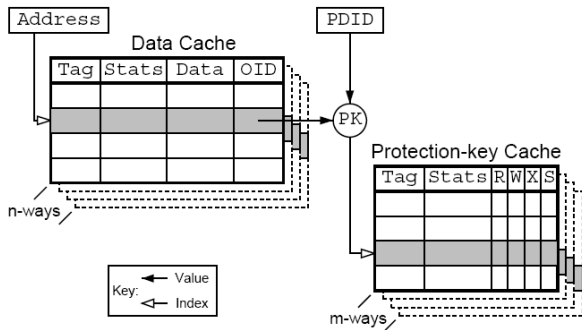 Address
PDID
Data Cache
Tag Stats Data OID
PK
Protection-key Cache
Tag Stats R W X S
n-ways
Key:
Value
Index
m-ways